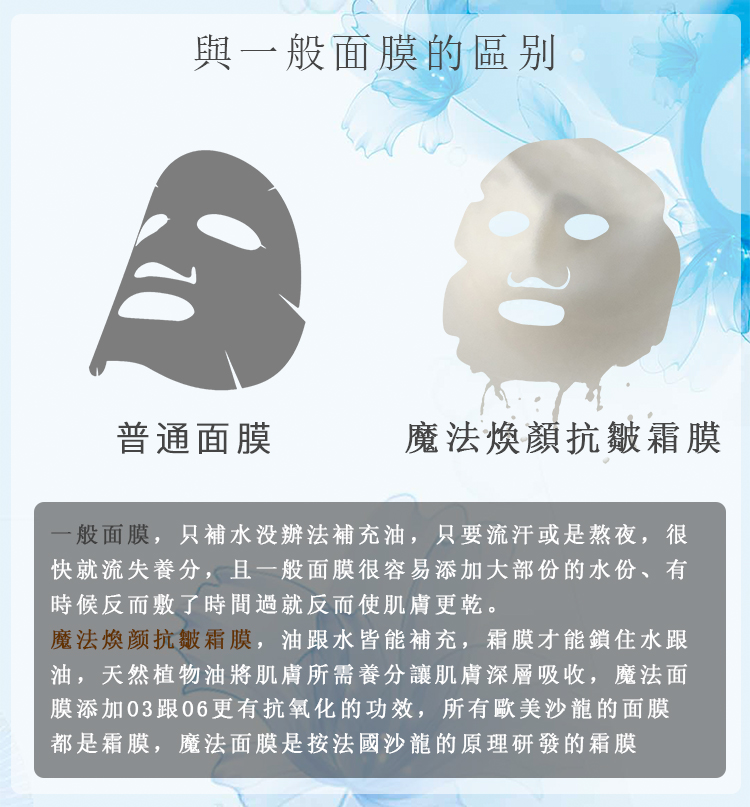 與一般面膜的區别
普通面膜
魔法煥顏抗皺霜膜
一般面膜，只補水没辦法補充油，只要流汗或是熬夜，很
快就流失養分，且一般面膜很容易添加大部份的水份、有
時候反而敷了時間過就反而使肌膚更乾。
魔法煥颜抗皺霜膜，油跟水皆能補充，霜膜才能鎖住水跟
油，天然植物油將肌膚所需養分讓肌膚深層吸收，魔法面
膜添加03跟06更有抗氧化的功效，所有歐美沙龍的面膜
都是霜膜，魔法面膜是按法國沙龍的原理研發的霜膜